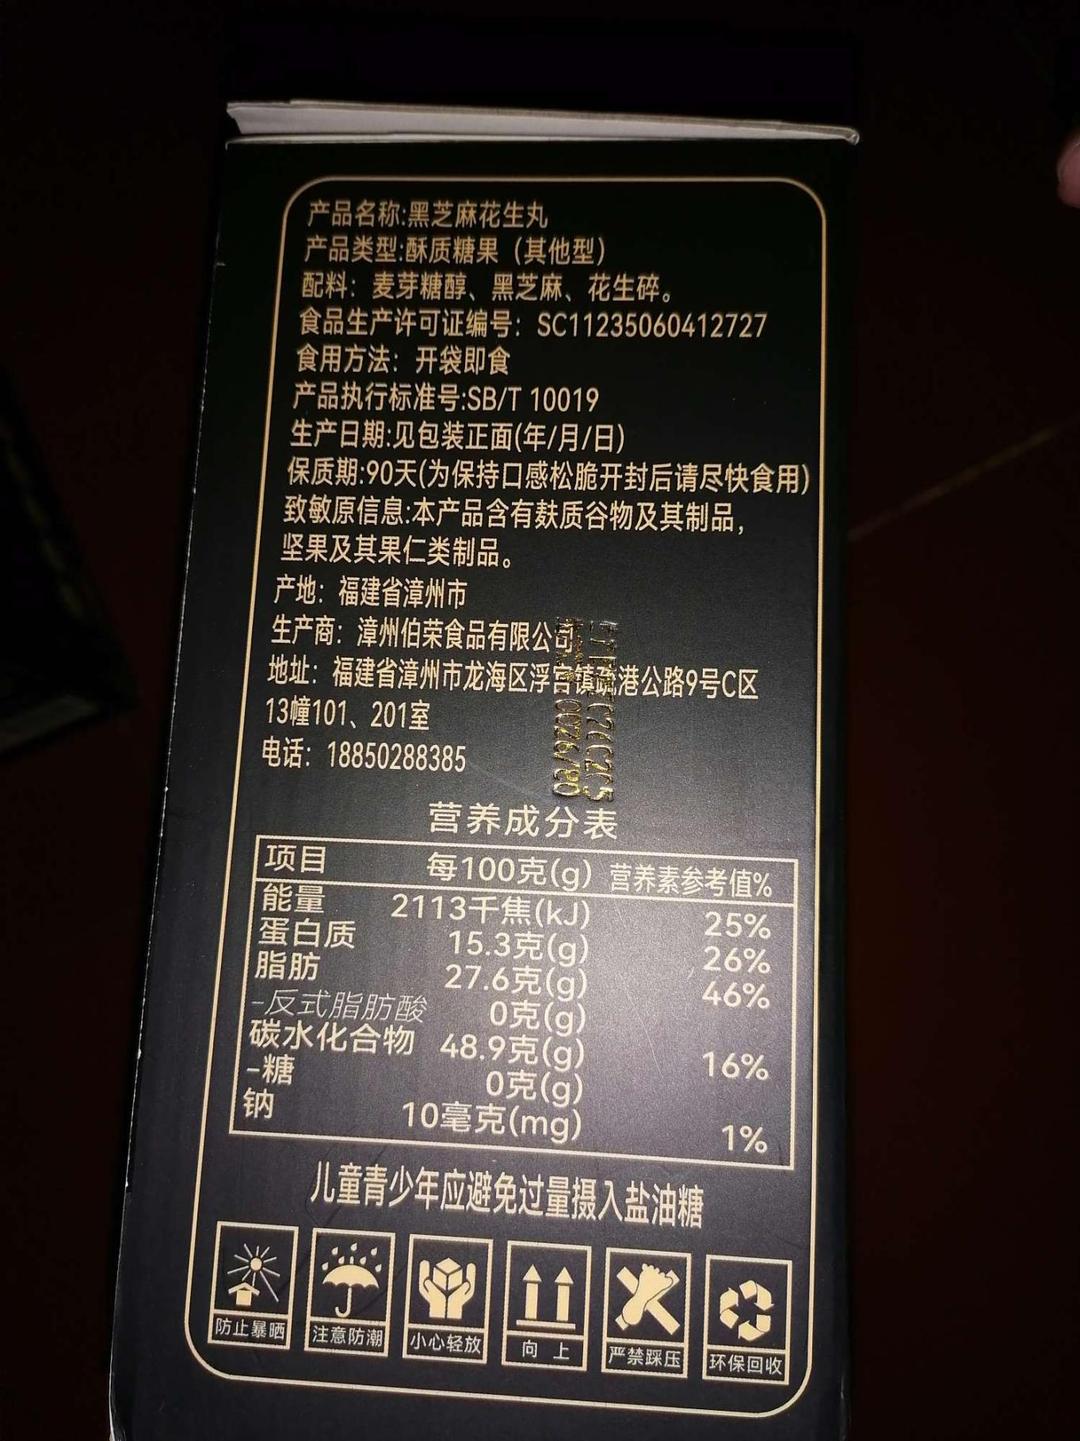 产品名称:黑芝麻花生丸
产品类型:酥质糖果（其他型）
配料：麦芽糖醇、黑芝麻、花生碎。
食品生产许可证编号：SC11235060412727
食用方法：开袋即食
产品执行标准号:SB/T 10019
生产日期:见包装正面(年/月/日)
保质期:90天(为保持口感松脆开封后请尽快食用)
致敏原信息:本产品含有麸质谷物及其制品，
坚果及其果仁类制品。
产地：福建省漳州市
生产商：漳州伯荣食品有限公司
地址：福建省漳州市龙海区浮宫镇疏港公路9号C区
13幢101、201室
电话：18850288385
营养成分表
项目 每100克(g) 营养素参考值%
能量 2113千焦(kJ) 25%
蛋白质 15.3克(g) 26%
脂肪 27.6克(g) 46%
-反式脂肪酸 0克(g)
碳水化合物 48.9克(g) 16%
-糖 0克(g)
钠 10毫克(mg) 1%
儿童青少年应避免过量摄入盐油糖
防止暴晒 注意防潮 小心轻放 向上 严禁踩压 环保回收